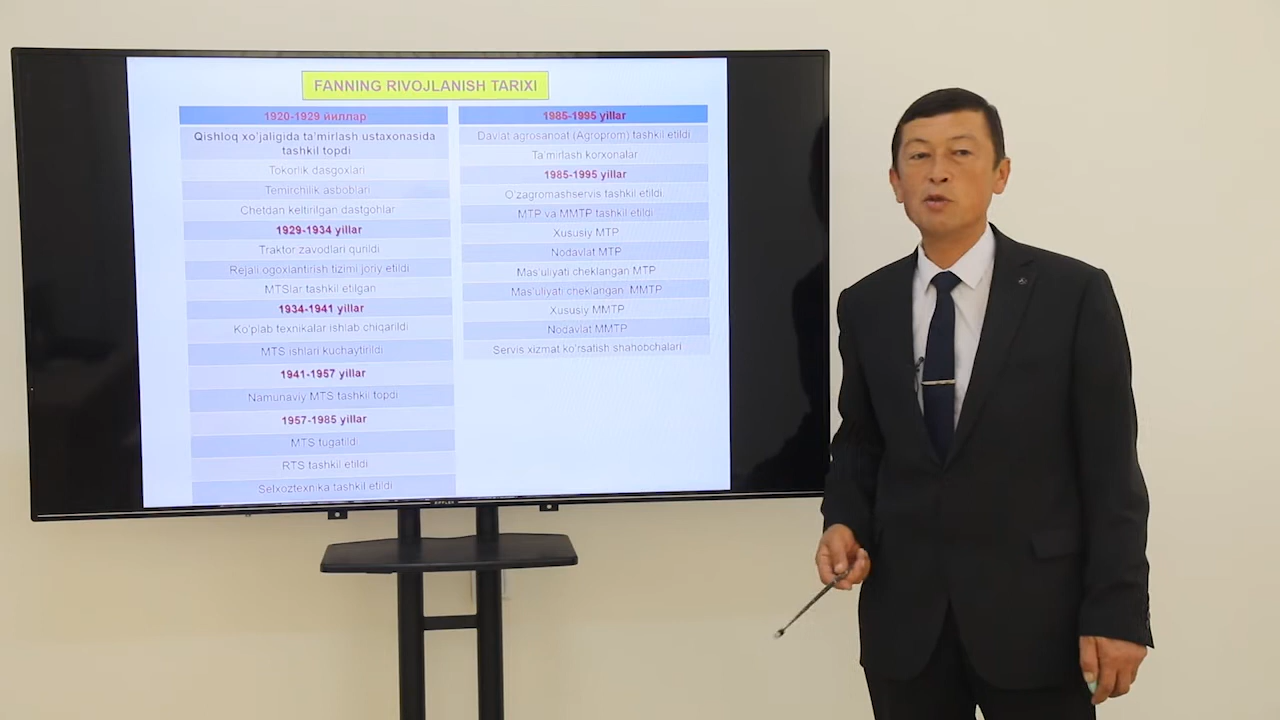 FANNING RIVOJLANISH TARIXI
1920-1929 йиллар
Qishloq xo'jaligida ta'mirlash ustaxonasida
tashkil topdi
Tokorlik dasgoxlari
Temirchilik asboblari
Chetdan keltirilgan dastgohlar
1929-1934 yillar
Traktor zavodlari qurildi
Rejali ogoxlantirish tizimi joriy etildi
MTSlar tashkil etilgan
1934-1941 yillar
Ko'plab texnikalar ishlab chiqarildi
MTS ishlari kuchaytirildi
1941-1957 yillar
Namunaviy MTS tashkil topdi
1957-1985 yillar
MTS tugatildi
RTS tashkil etildi
Selxoztexnika tashkil etildi
1985-1995 yillar
Davlat agrosanoat (Agroprom) tashkil etildi
Ta'mirlash korxonalar
1985-1995 yillar
O'zagromashservis tashkil etildi.
MTP va MMTP tashkil etildi
Xususiy MTP
Nodavlat MTP
Mas'uliyati cheklangan MTP
Mas'uliyati cheklangan MMTP
Xususiy MMTP
Nodavlat MMTP
Servis xizmat ko'rsatish shahobchalari